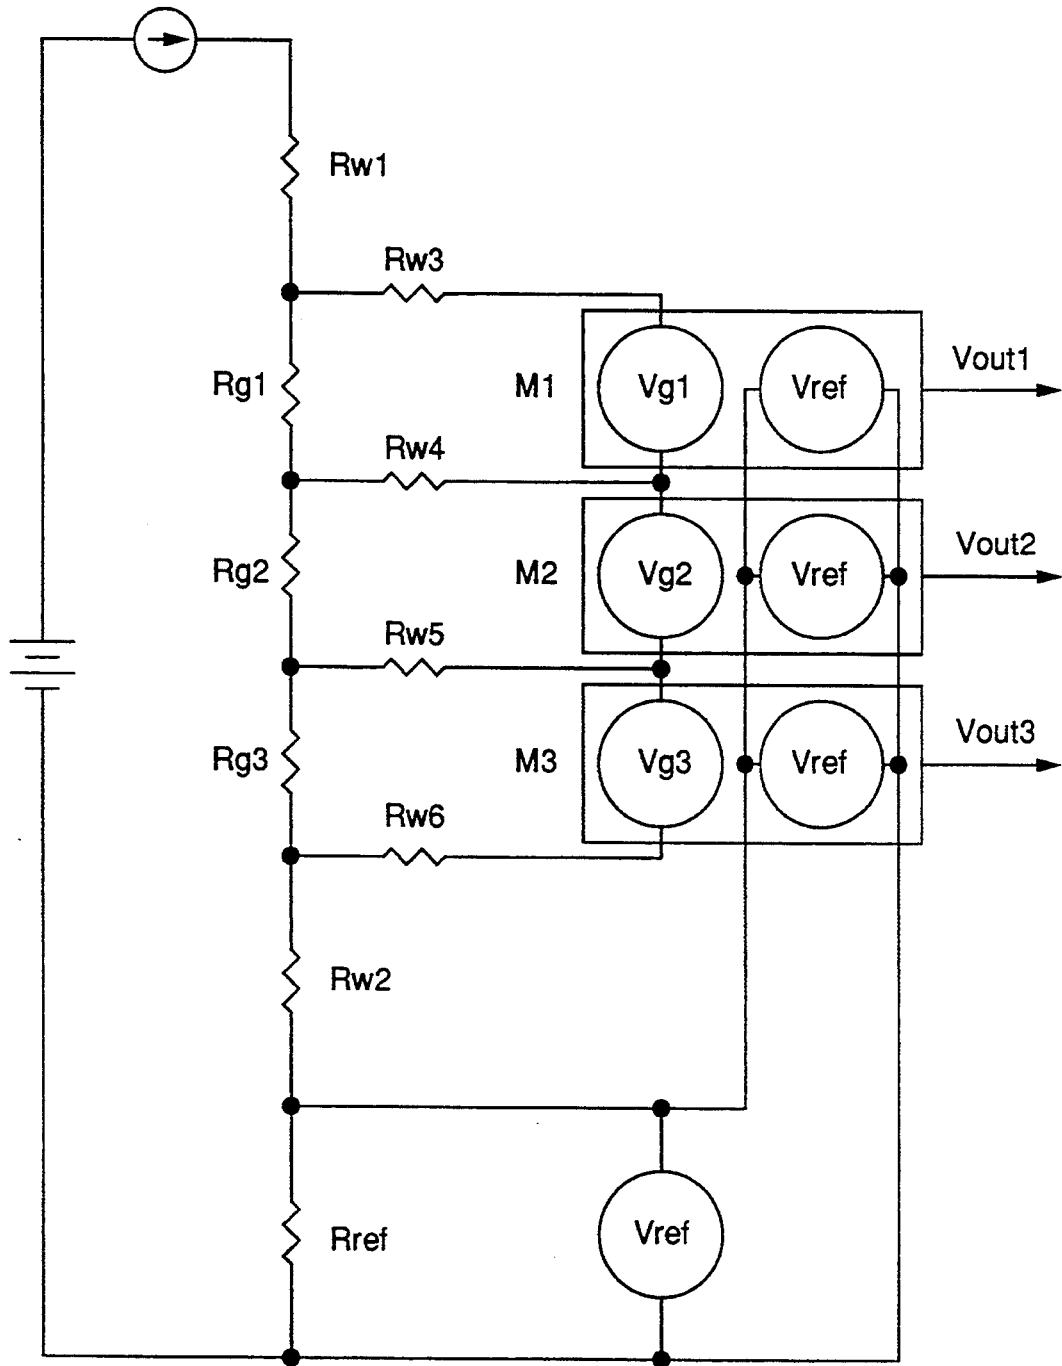 Rw1
Rw3
Rg1
M1
Vg1
Vref
Vout1
Rw4
Rg2
M2
Vg2
Vref
Vout2
Rw5
Rg3
M3
Vg3
Vref
Vout3
Rw6
Rw2
Rref
Vref